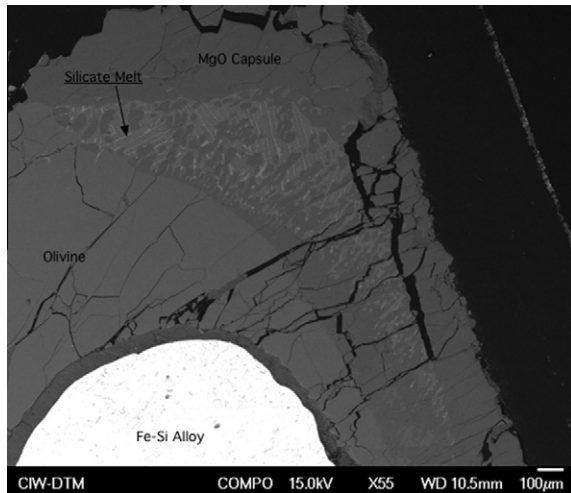 MgO Capsule
Silicate Melt
Olivine
Fe-Si Alloy
CIW-DTM COMPO 15.0kV X55 WD 10.5mm 100µm